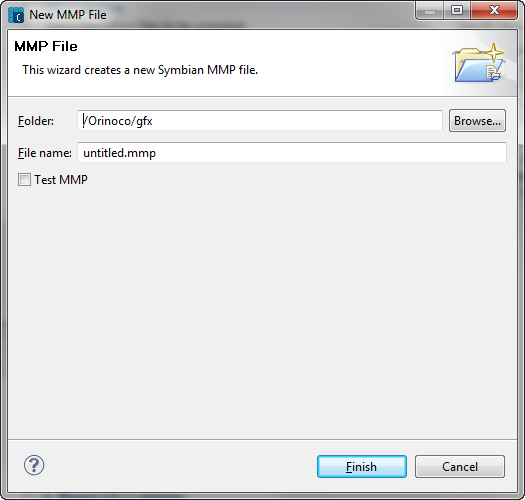 New MMP File
MMP File
This wizard creates a new Symbian MMP file.
Folder: /Orinoco/gfx Browse...
File name: untitled.mmp
Test MMP
? Finish Cancel